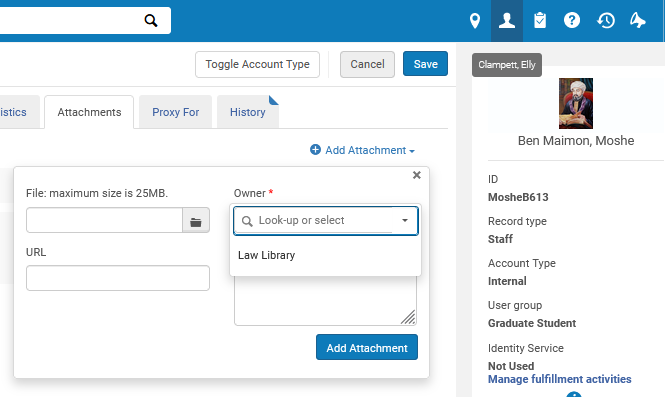 Toggle Account Type
Cancel
Save
Clampett, Elly
istics
Attachments
Proxy For
History
Add Attachment
File: maximum size is 25MB.
Owner *
Look-up or select
Law Library
URL
Add Attachment
Ben Maimon, Moshe
ID
MosheB613
Record type
Staff
Account Type
Internal
User group
Graduate Student
Identity Service
Not Used
Manage fulfillment activities